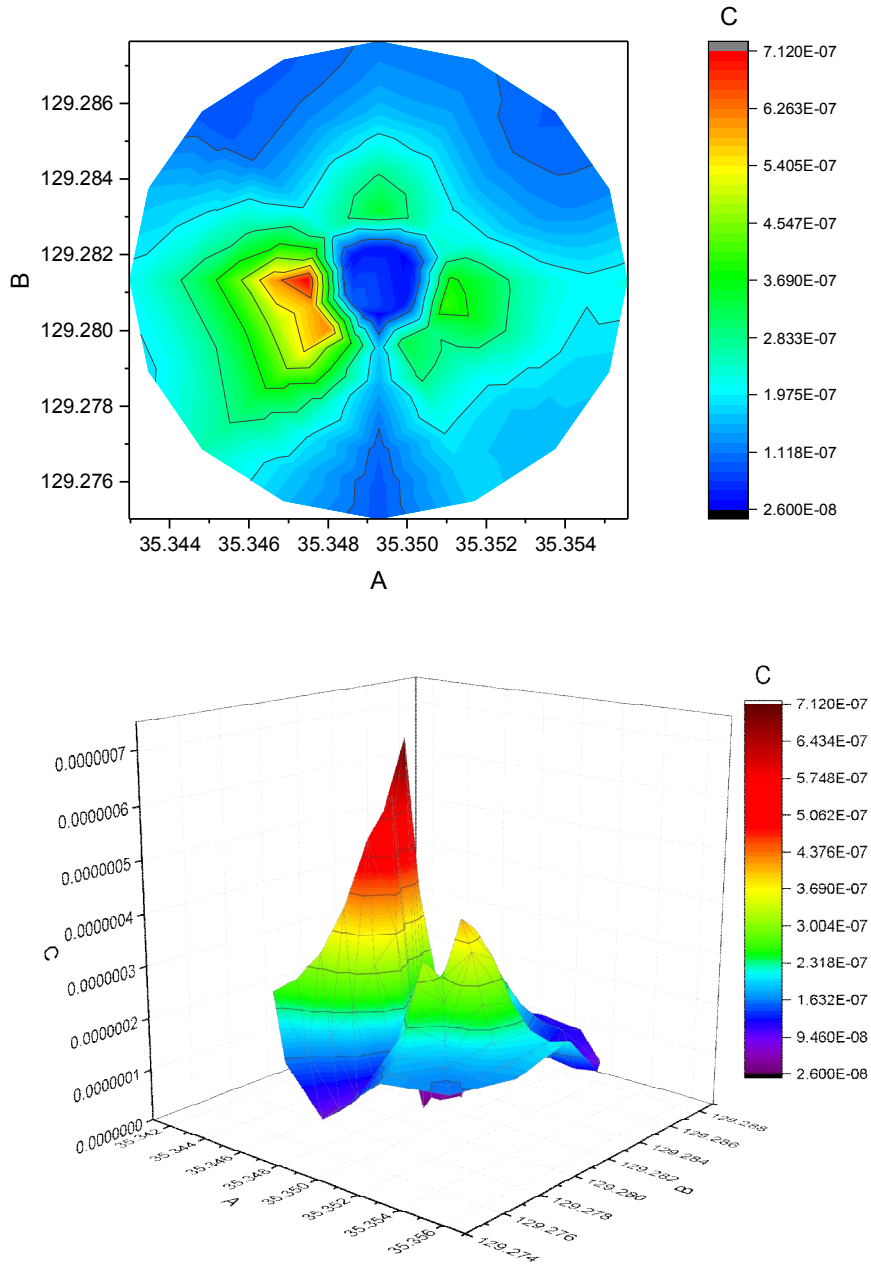 C
7.120E-07
6.263E-07
5.405E-07
4.547E-07
3.690E-07
2.833E-07
1.975E-07
1.118E-07
2.600E-08
B
129.286
129.284
129.282
129.280
129.278
129.276
35.344 35.346 35.348 35.350 35.352 35.354
A
C
7.120E-07
6.434E-07
5.748E-07
5.062E-07
4.376E-07
3.690E-07
3.004E-07
2.318E-07
1.632E-07
9.460E-08
2.600E-08
C
0.0000007
0.0000006
0.0000005
0.0000004
0.0000003
0.0000002
0.0000001
0.0000000
35.342
35.344
35.346
35.348
35.350
35.352
35.354
35.356
A
129.274
129.276
129.278
129.280
129.282
129.284
129.286
129.288
B